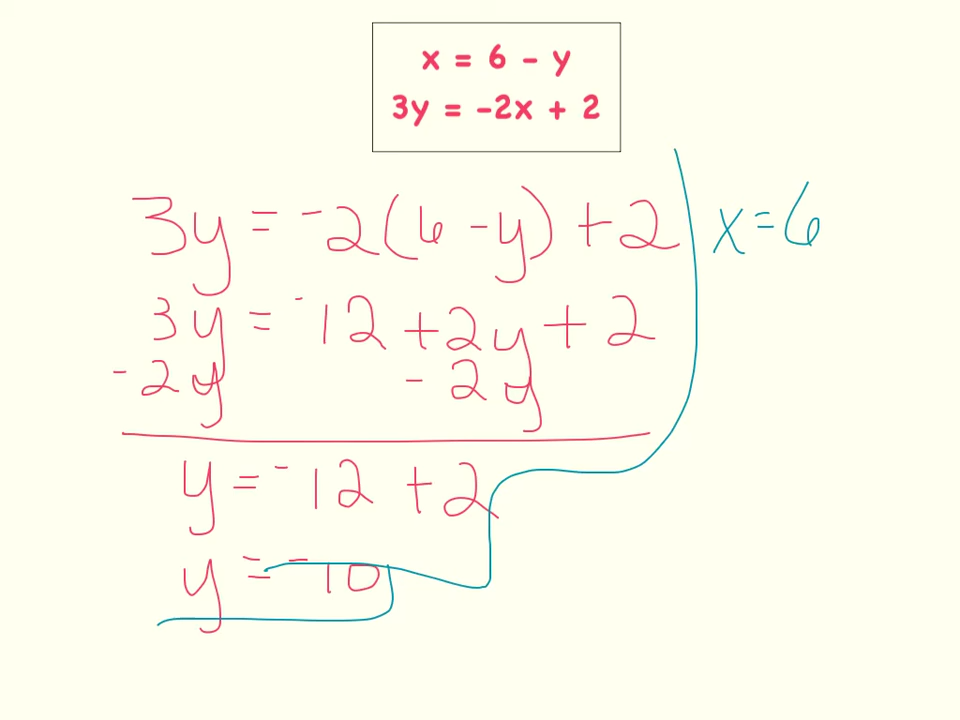 x = 6 - y
3y = -2x + 2
3y = -2(6 - y) + 2
3y = -12 + 2y + 2
-2y - 2y
y = -12 + 2
y = -10
x = 6